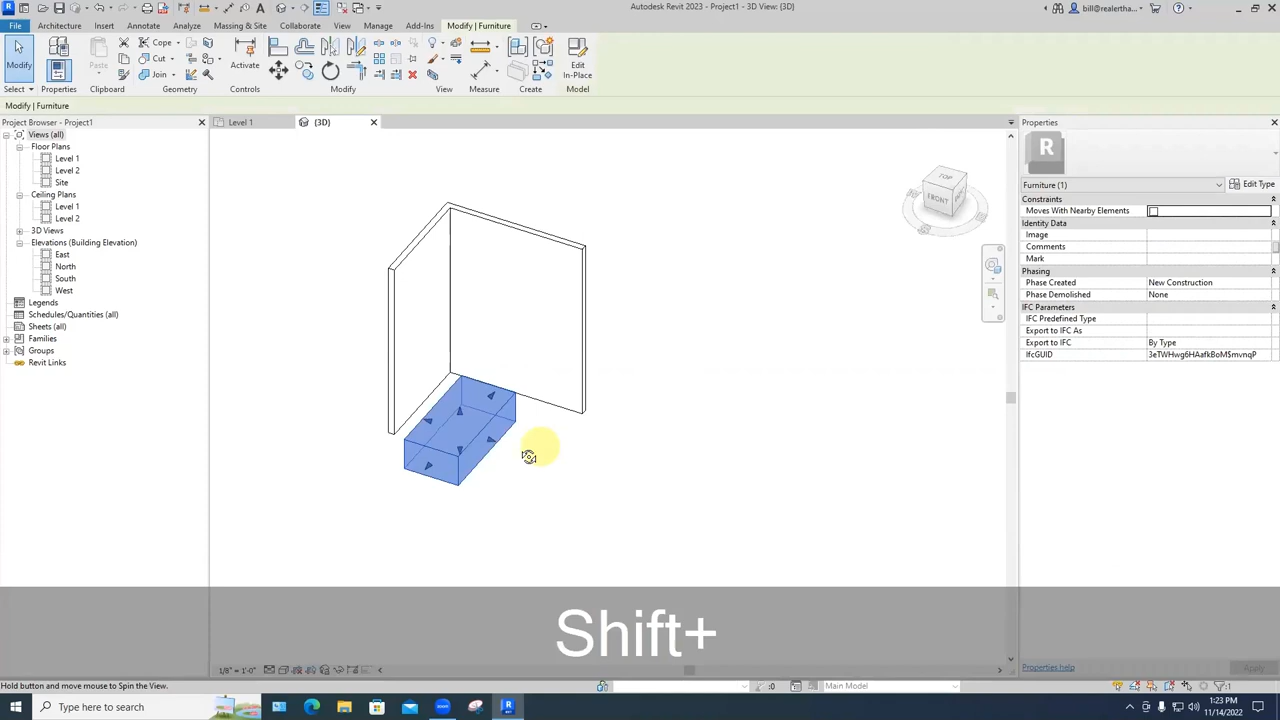 Autodesk Revit 2023 - Project1 - 3D View: {3D}
bill@realertha...
File Architecture Insert Annotate Analyze Massing & Site Collaborate View Manage Add-Ins Modify | Furniture
Modify
Select
Properties
Paste
Clipboard
Cope
Cut
Join
Geometry
Activate
Controls
Modify
View
Measure
Create
Edit
In-Place
Model
Modify | Furniture
Project Browser - Project1
Views (all)
Floor Plans
Level 1
Level 2
Site
Ceiling Plans
Level 1
Level 2
3D Views
Elevations (Building Elevation)
East
North
South
West
Legends
Schedules/Quantities (all)
Sheets (all)
Families
Groups
Revit Links
Level 1
{3D}
TOP
FRONT
Properties
R
Furniture (1)
Edit Type
Constraints
Moves With Nearby Elements
Identity Data
Image
Comments
Mark
Phasing
Phase Created New Construction
Phase Demolished None
IFC Parameters
IFC Predefined Type
Export to IFC As
Export to IFC By Type
IfcGUID 3eTWHwg6HAafkBoM$mvnqP
Properties help
Apply
Shift+
1/8" = 1'-0"
Hold button and move mouse to Spin the View.
:0
Main Model
:1
Type here to search
1:23 PM
11/14/2022